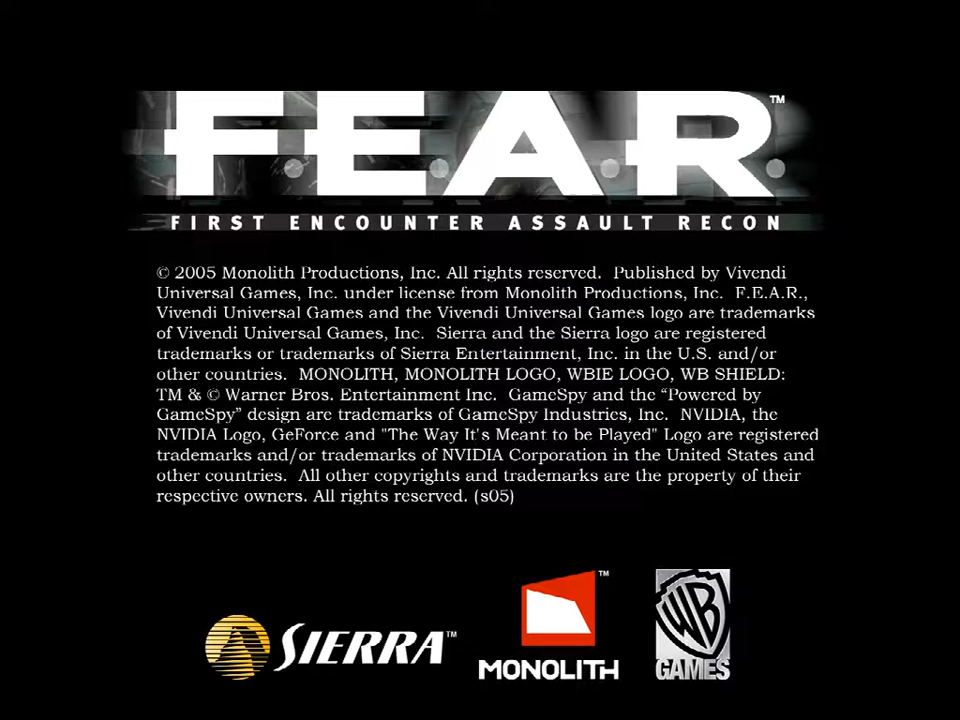 F.E.A.R.™
FIRST ENCOUNTER ASSAULT RECON
© 2005 Monolith Productions, Inc. All rights reserved.  Published by Vivendi
Universal Games, Inc. under license from Monolith Productions, Inc.  F.E.A.R.,
Vivendi Universal Games and the Vivendi Universal Games logo are trademarks
of Vivendi Universal Games, Inc.  Sierra and the Sierra logo are registered
trademarks or trademarks of Sierra Entertainment, Inc. in the U.S. and/or
other countries.  MONOLITH, MONOLITH LOGO, WBIE LOGO, WB SHIELD:
TM & © Warner Bros. Entertainment Inc.  GameSpy and the “Powered by
GameSpy” design are trademarks of GameSpy Industries, Inc.  NVIDIA, the
NVIDIA Logo, GeForce and "The Way It's Meant to be Played" Logo are registered
trademarks and/or trademarks of NVIDIA Corporation in the United States and
other countries.  All other copyrights and trademarks are the property of their
respective owners. All rights reserved. (s05)
SIERRA™
™
MONOLITH
WB
GAMES